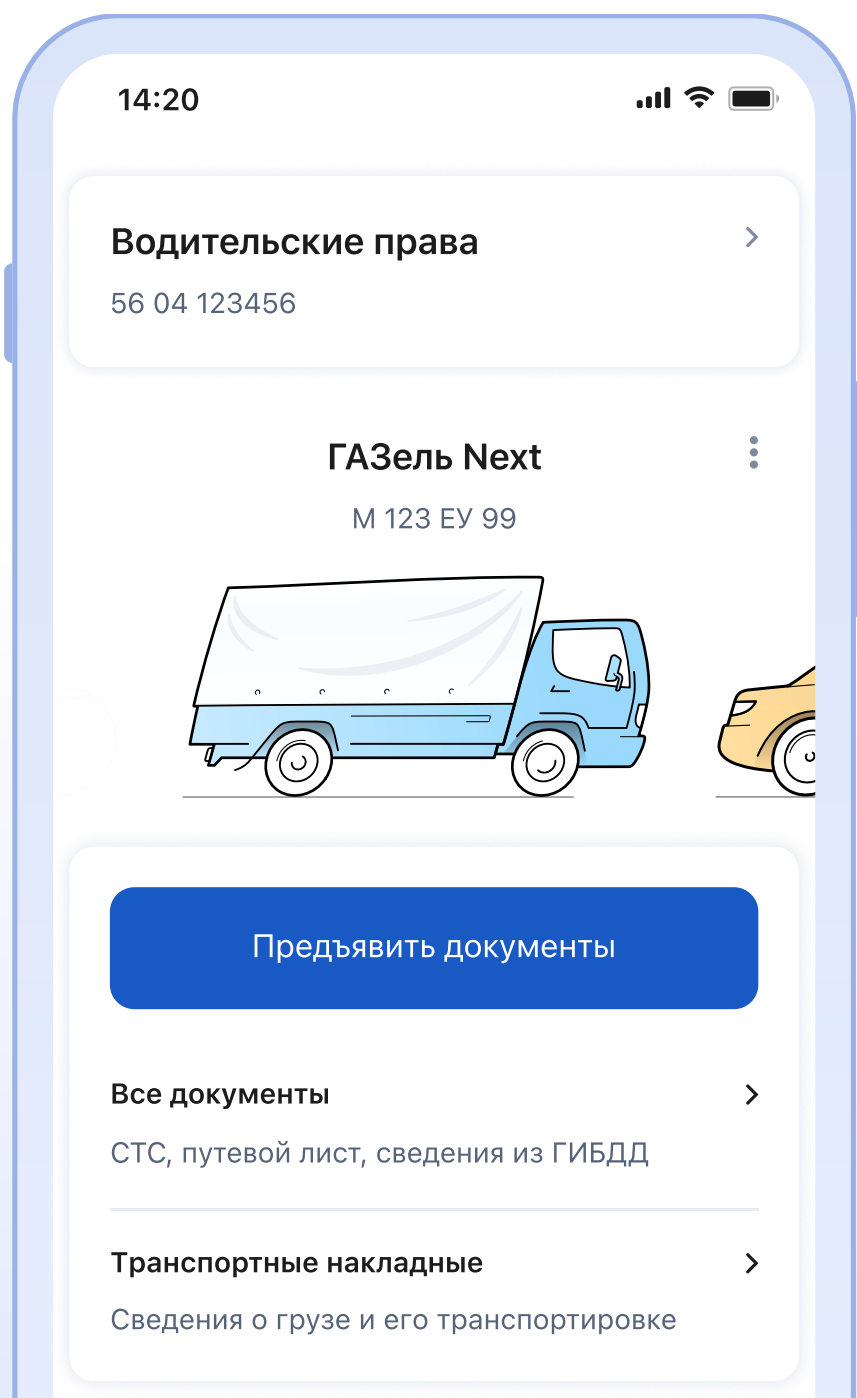 14:20
Водительские права
56 04 123456
ГАЗель Next
М 123 ЕУ 99
Предъявить документы
Все документы
СТС, путевой лист, сведения из ГИБДД
Транспортные накладные
Сведения о грузе и его транспортировке